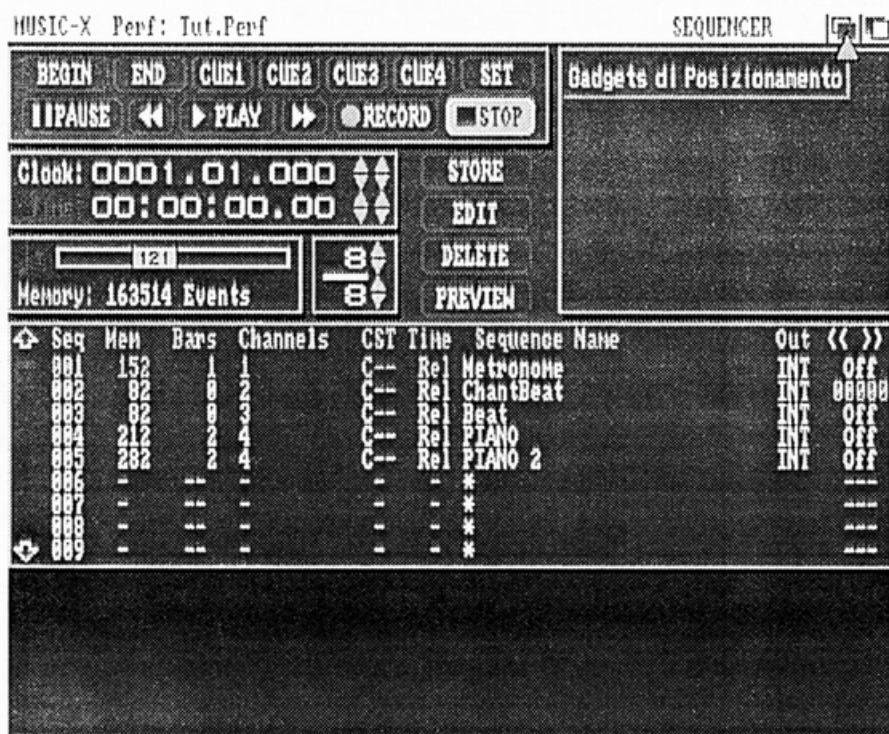 MUSIC-X Perf: Tut.Perf SEQUENCER
BEGIN END CUE1 CUE2 CUE3 CUE4 SET
PAUSE PLAY RECORD STOP
Gadgets di Posizionamento
Clock: 0001.01.000
00:00:00.00
STORE
EDIT
DELETE
PREVIEW
121
Memory: 163514 Events
8
8
Seq Mem Bars Channels CST Time Sequence Name Out << >>
001 152 1 1 C-- Rel Metronome INT Off
002 82 0 2 C-- Rel ChantBeat INT 00000
003 82 0 3 C-- Rel Beat INT Off
004 212 2 4 C-- Rel PIANO INT Off
005 282 2 4 C-- Rel PIANO 2 INT Off
006 - -- - - - * ---
007 - -- - - - * ---
008 - -- - - - * ---
009 - -- - - - * ---